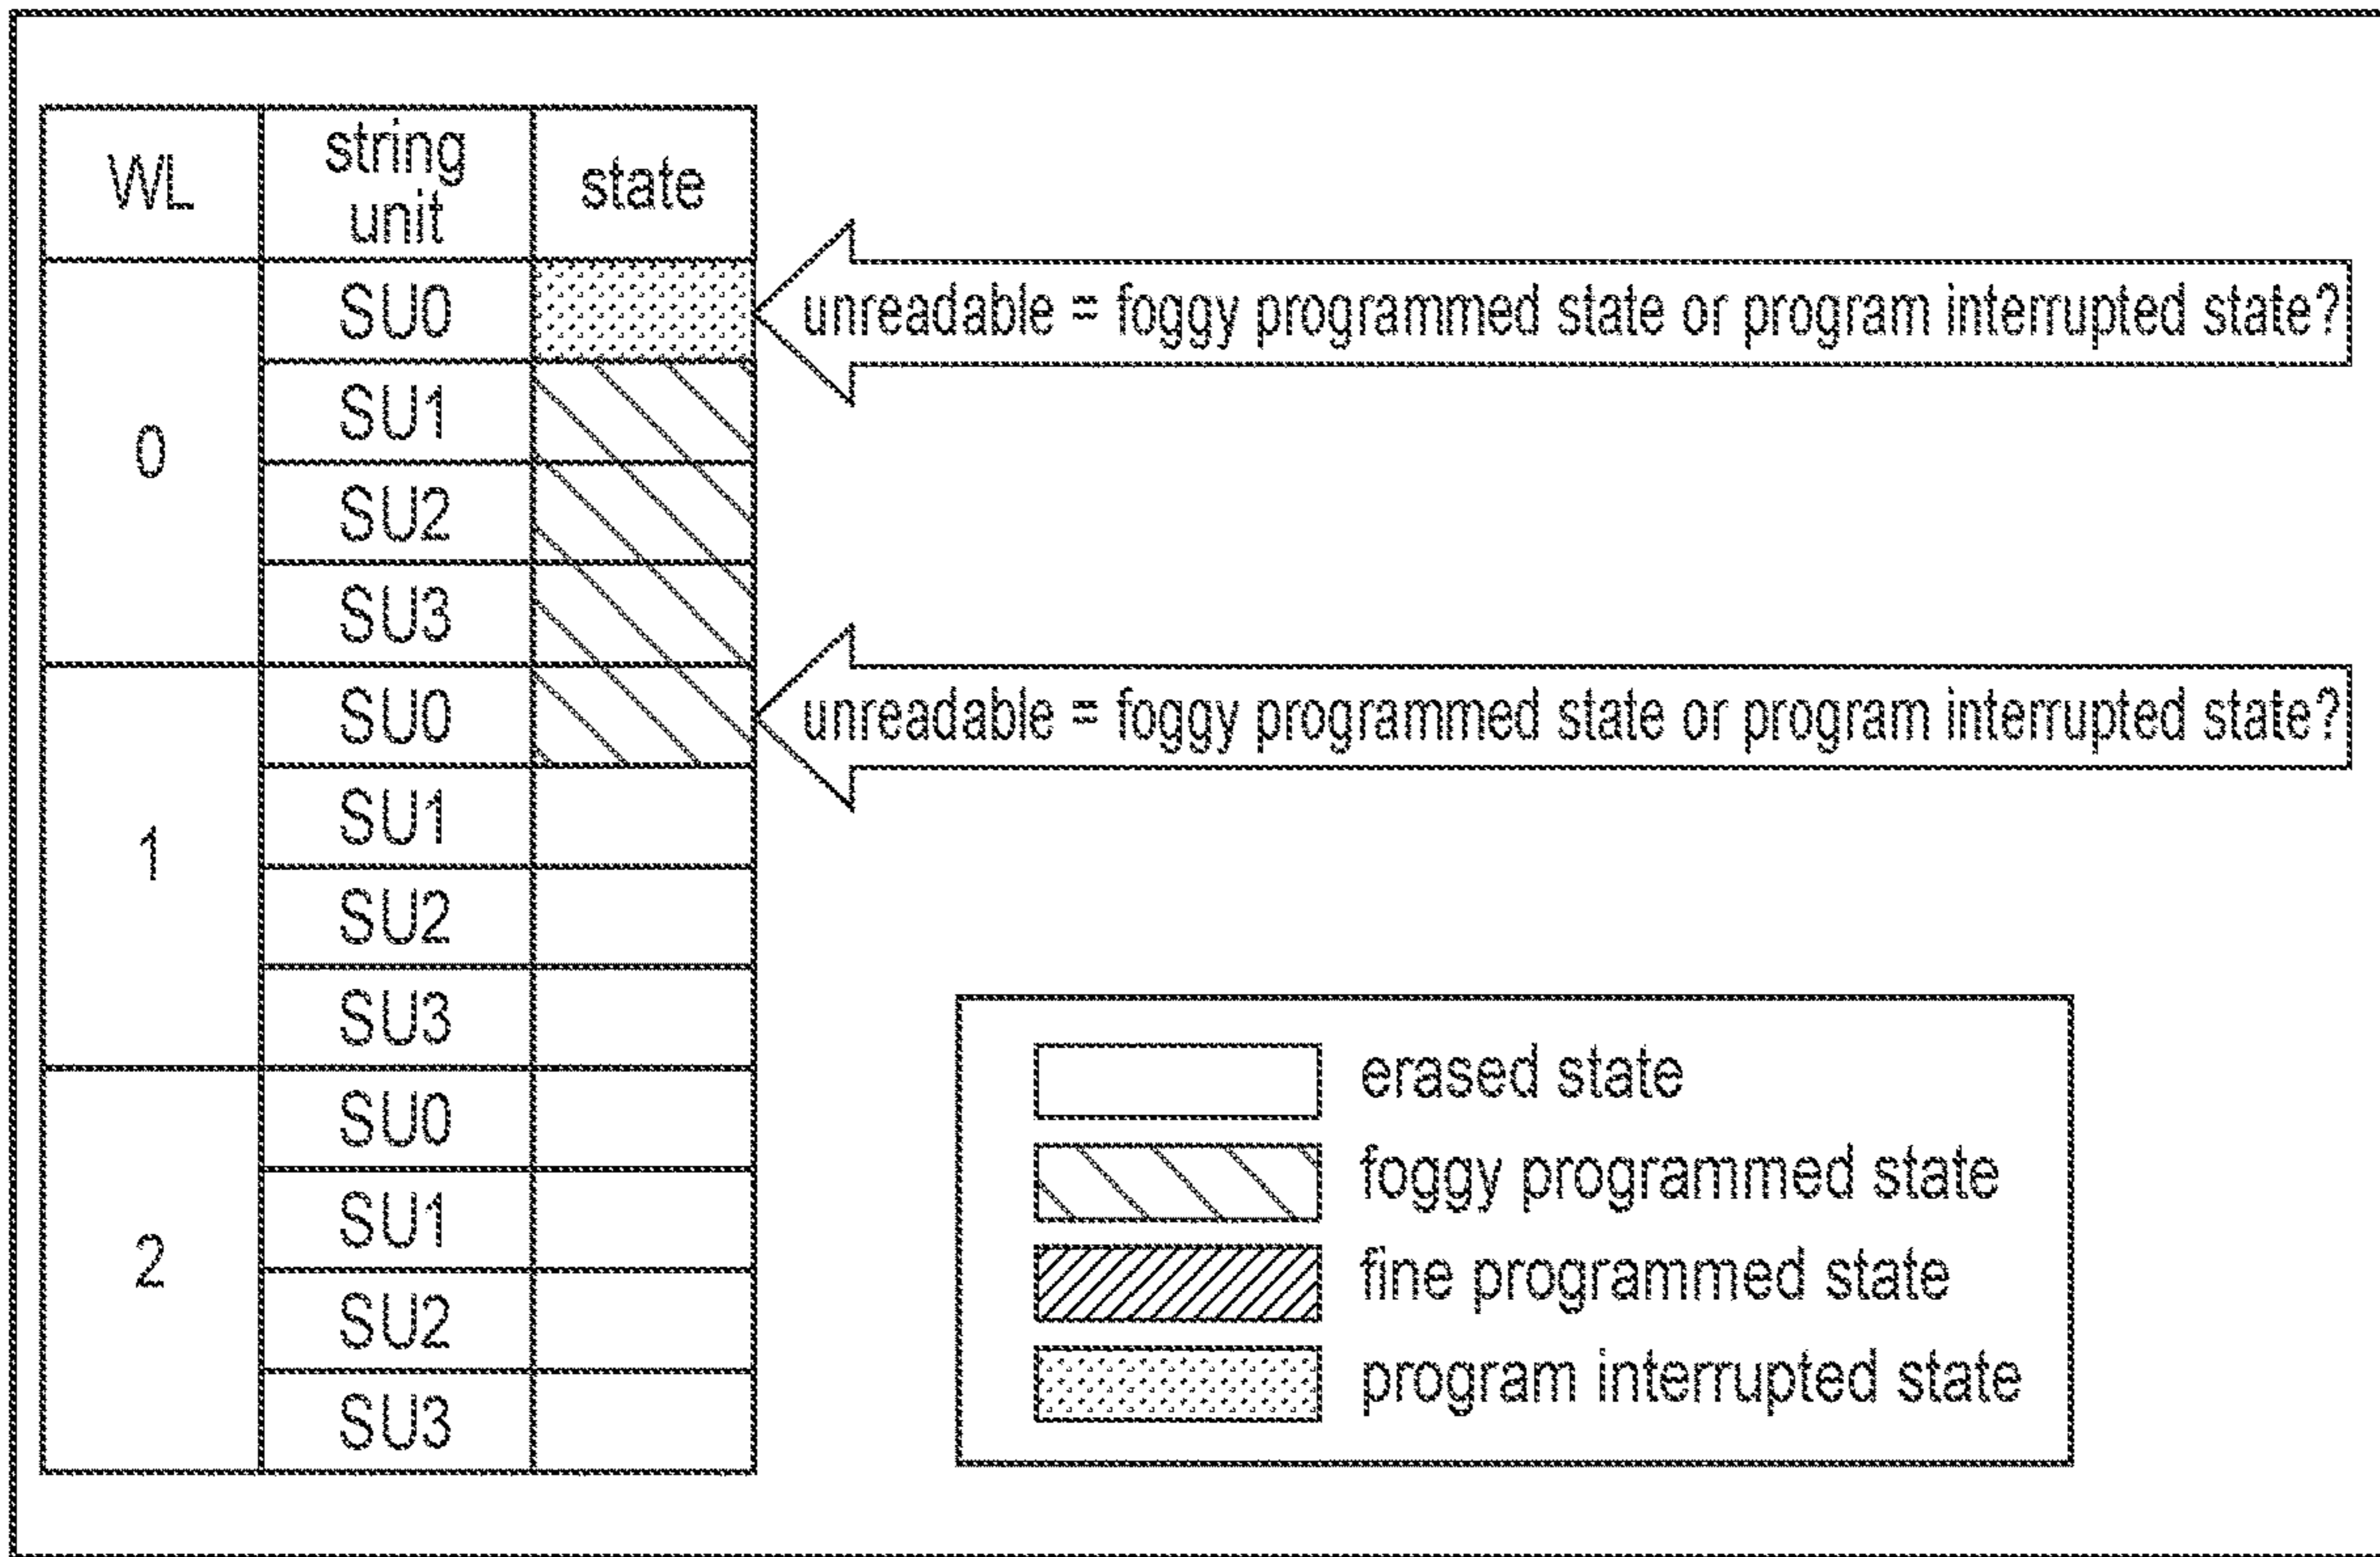 WL
string
unit
state
0
SU0
unreadable = foggy programmed state or program interrupted state?
SU1
SU2
SU3
1
SU0
unreadable = foggy programmed state or program interrupted state?
SU1
SU2
SU3
2
SU0
SU1
SU2
SU3
erased state
foggy programmed state
fine programmed state
program interrupted state